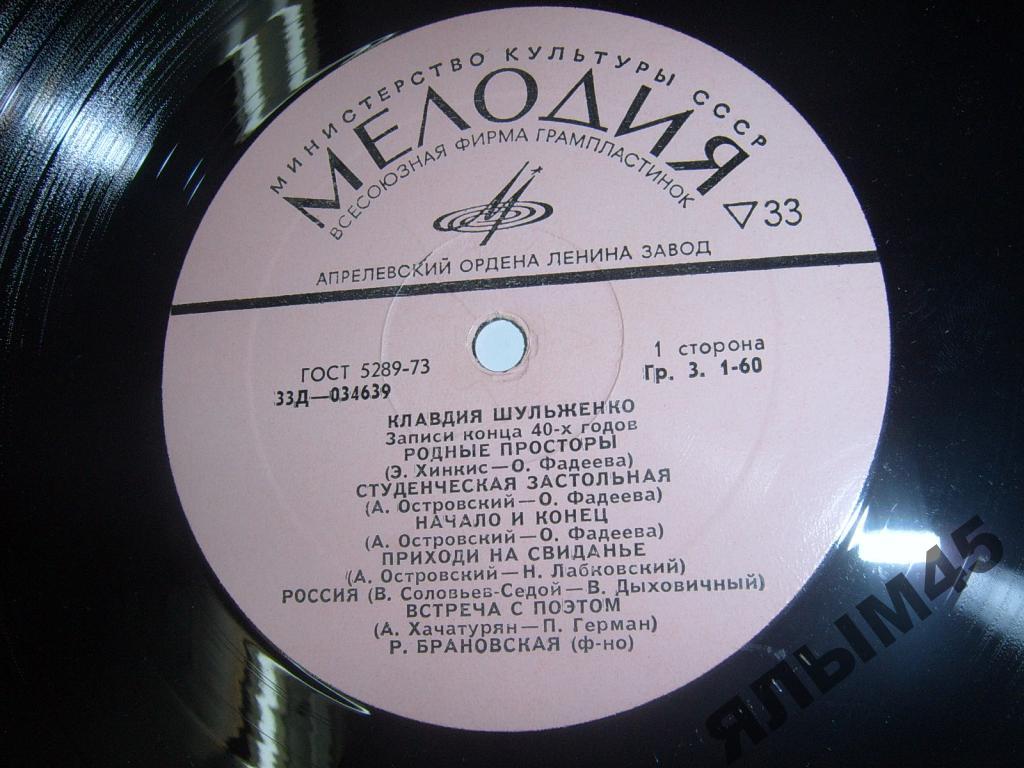 МИНИСТЕРСТВО КУЛЬТУРЫ СССР
МЕЛОДИЯ
ВСЕСОЮЗНАЯ ФИРМА ГРАМПЛАСТИНОК
33
АПРЕЛЕВСКИЙ ОРДЕНА ЛЕНИНА ЗАВОД
ГОСТ 5289-73
33Д—034639
1 сторона
Гр. 3. 1-60
КЛАВДИЯ ШУЛЬЖЕНКО
Записи конца 40-х годов
РОДНЫЕ ПРОСТОРЫ
(Э. Хинкис—О. Фадеева)
СТУДЕНЧЕСКАЯ ЗАСТОЛЬНАЯ
(А. Островский—О. Фадеева)
НАЧАЛО И КОНЕЦ
(А. Островский—О. Фадеева)
ПРИХОДИ НА СВИДАНЬЕ
(А. Островский—Н. Лабковский)
РОССИЯ (В. Соловьев-Седой—В. Дыховичный)
ВСТРЕЧА С ПОЭТОМ
(А. Хачатурян—П. Герман)
Р. БРАНОВСКАЯ (ф-но)
ЯЛЫМ45